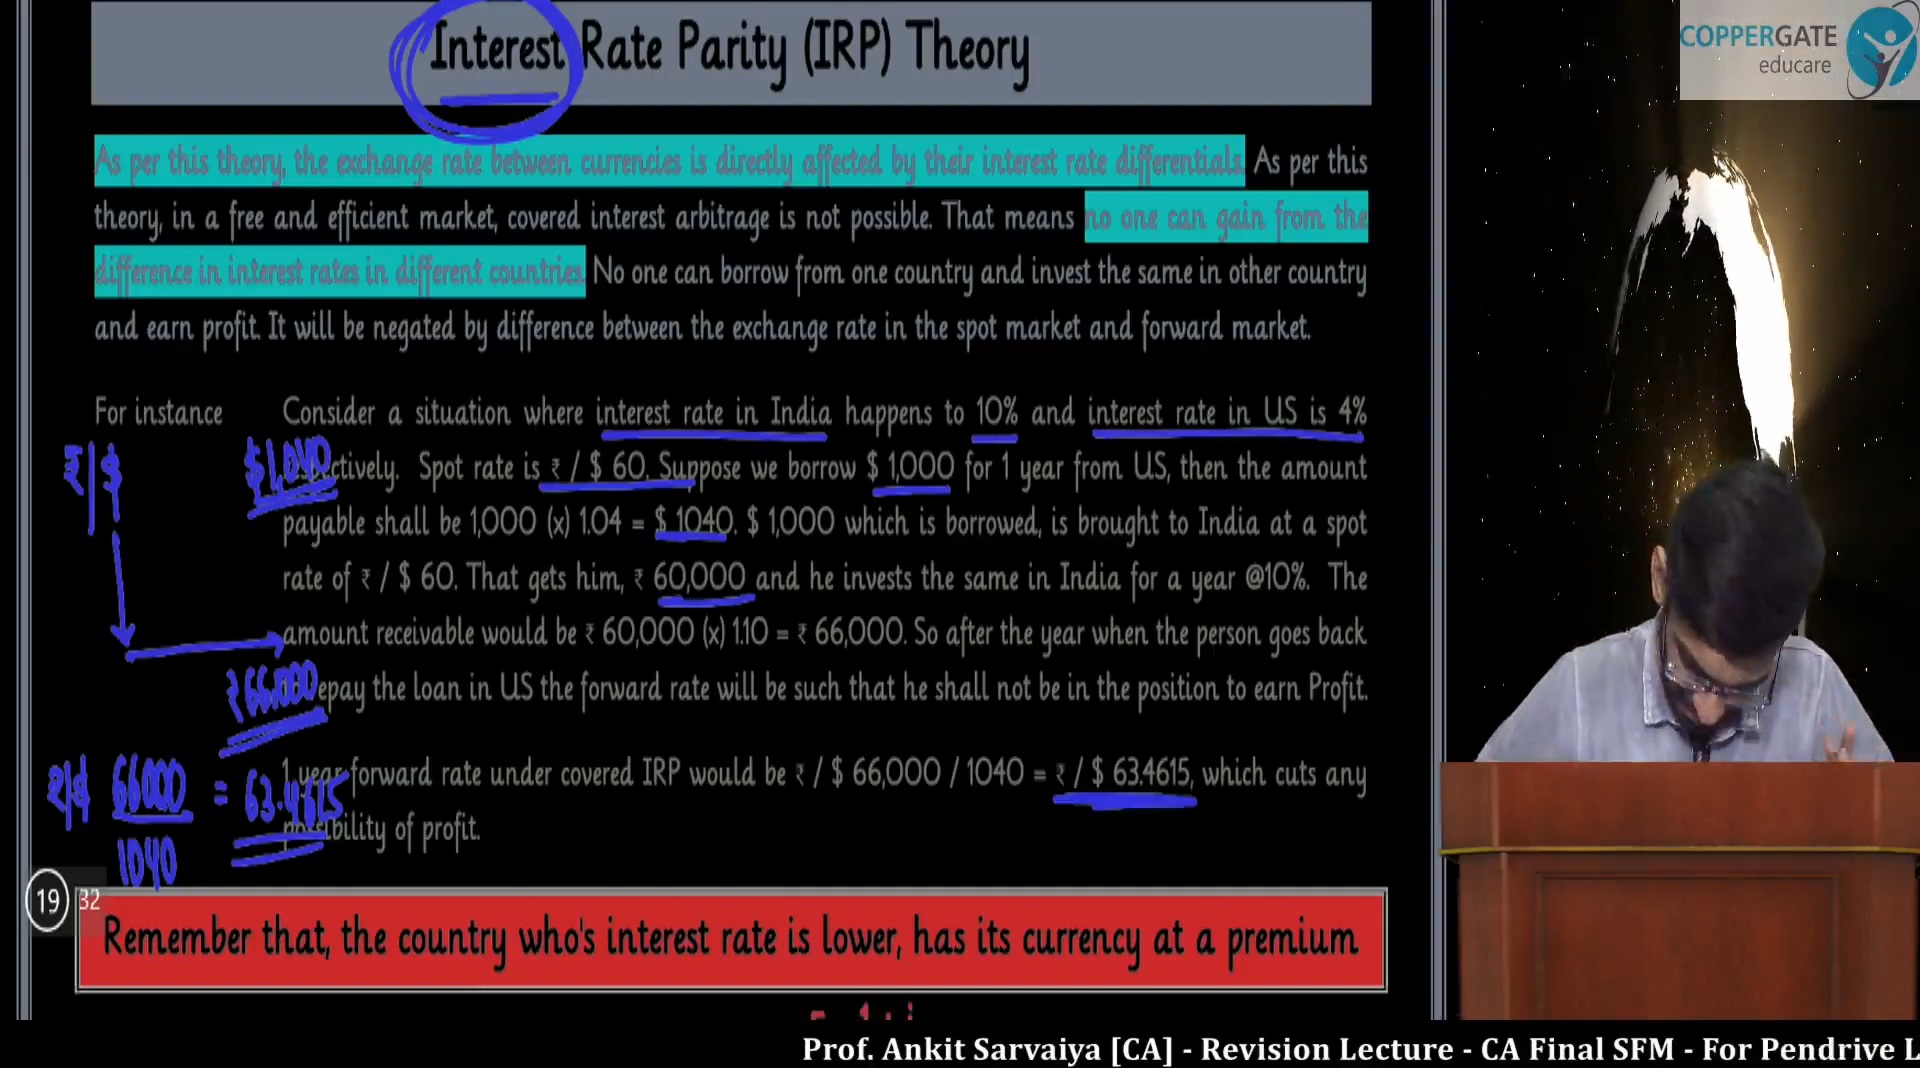 COPPERGATE
educare
Interest Rate Parity (IRP) Theory
As per this theory, the exchange rate between currencies is directly affected by their interest rate differentials. As per this
theory, in a free and efficient market, covered interest arbitrage is not possible. That means no one can gain from the
difference in interest rates in different countries. No one can borrow from one country and invest the same in other country
and earn profit. It will be negated by difference between the exchange rate in the spot market and forward market.
For instance Consider a situation where interest rate in India happens to 10% and interest rate in US is 4%
₹/$ $1,040 ctively. Spot rate is ₹ / $ 60. Suppose we borrow $ 1,000 for 1 year from US, then the amount
payable shall be 1,000 (x) 1.04 = $ 1040. $ 1,000 which is borrowed, is brought to India at a spot
rate of ₹ / $ 60. That gets him, ₹ 60,000 and he invests the same in India for a year @10%. The
amount receivable would be ₹ 60,000 (x) 1.10 = ₹ 66,000. So after the year when the person goes back
₹66,000 epay the loan in US the forward rate will be such that he shall not be in the position to earn Profit.
₹/$ 66000 = 63.4615
1 year forward rate under covered IRP would be ₹ / $ 66,000 / 1040 = ₹ / $ 63.4615, which cuts any
1040
possibility of profit.
19 32
Remember that, the country who's interest rate is lower, has its currency at a premium
Prof. Ankit Sarvaiya [CA] - Revision Lecture - CA Final SFM - For Pendrive L